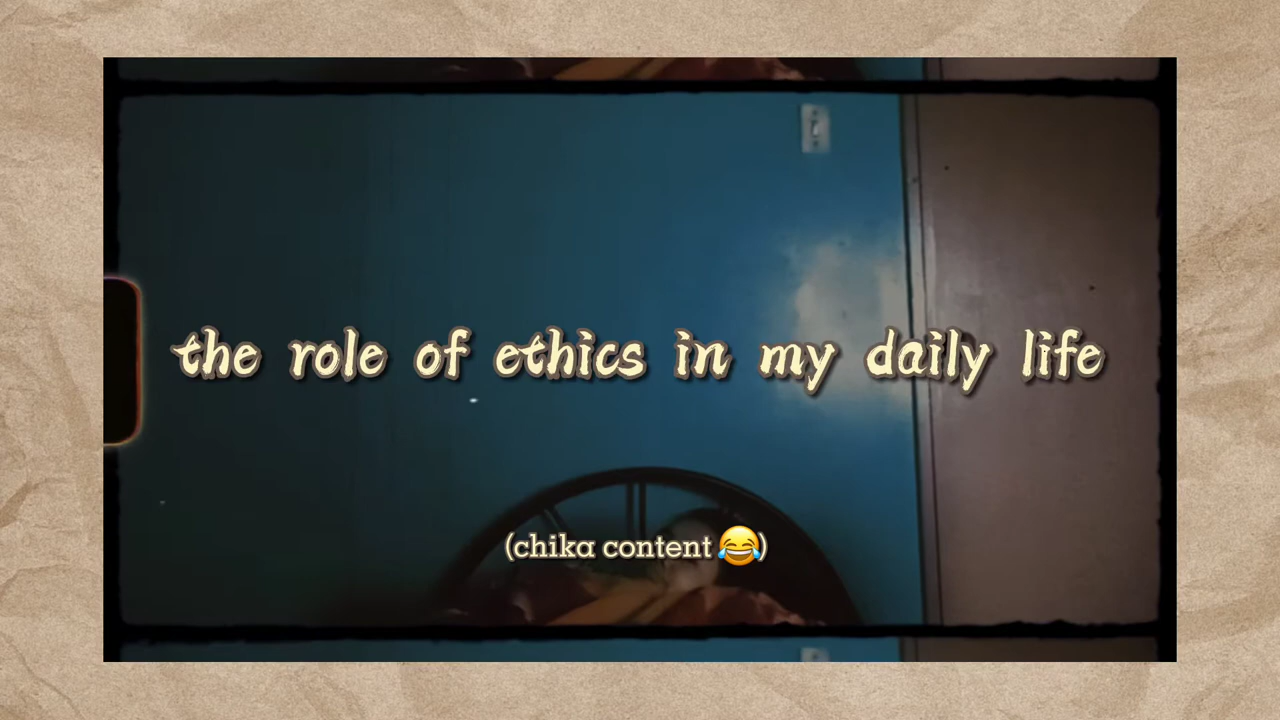 the role of ethics in my daily life
(chika content 😂)